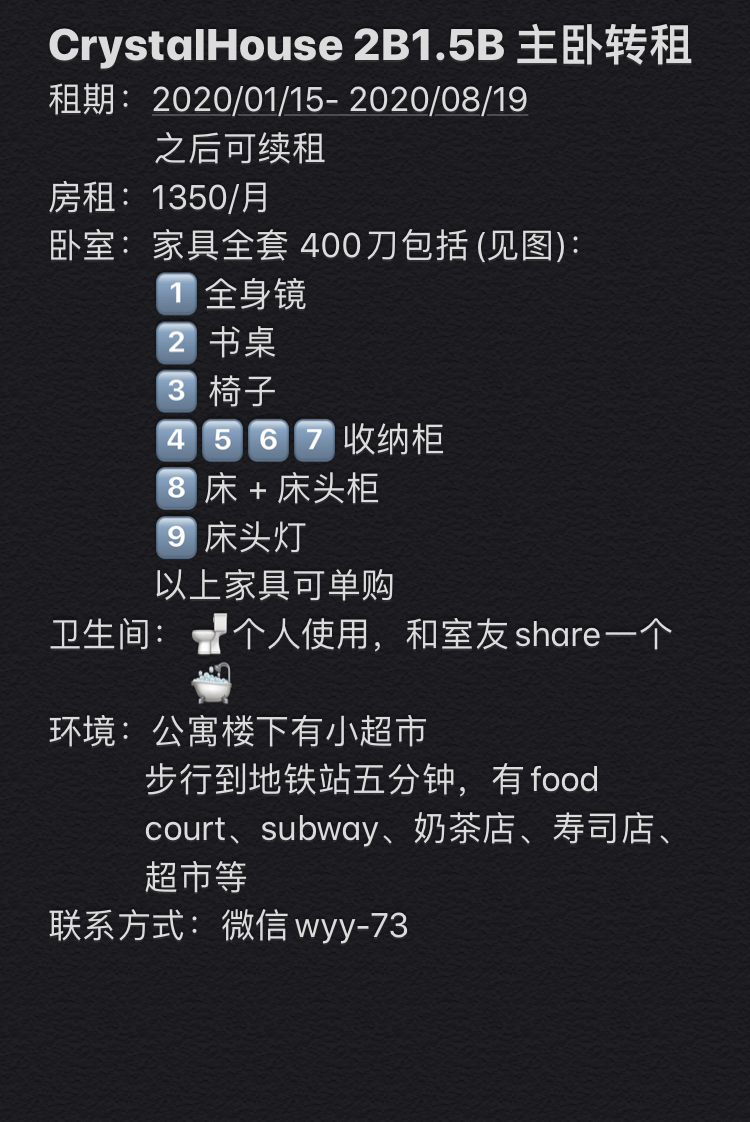 CrystalHouse 2B1.5B 主卧转租
租期：2020/01/15- 2020/08/19
之后可续租
房租：1350/月
卧室：家具全套 400刀包括(见图)：
1️⃣全身镜
2️⃣ 书桌
3️⃣ 椅子
4️⃣5️⃣6️⃣7️⃣收纳柜
8️⃣床 + 床头柜
9️⃣床头灯
以上家具可单购
卫生间：🚽个人使用，和室友share一个
🛁
环境：公寓楼下有小超市
步行到地铁站五分钟，有food
court、subway、奶茶店、寿司店、
超市等
联系方式：微信wyy-73